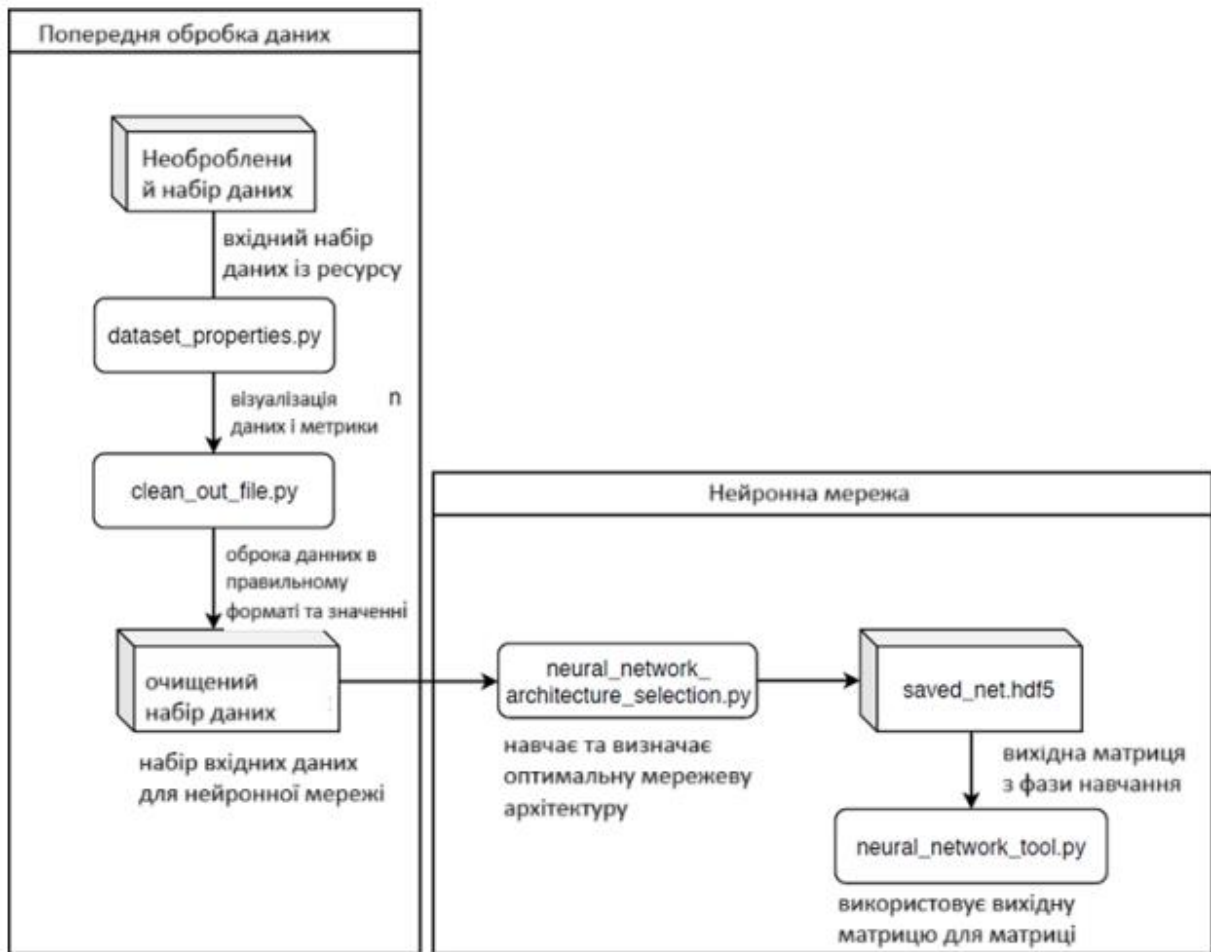 Попередня обробка даних
Необроблени
й набір даних
вхідний набір
даних із ресурсу
dataset_properties.py
візуалізація n
даних і метрики
clean_out_file.py
оброка данних в
правильному
форматі та значенні
очищений
набір даних
набір вхідних даних
для нейронної мережі
Нейронна мережа
neural_network_
architecture_selection.py
навчає та визначає
оптимальну мережеву
архітектуру
saved_net.hdf5
вихідна матриця
з фази навчання
neural_network_tool.py
використовує вихідну
матрицю для матриці